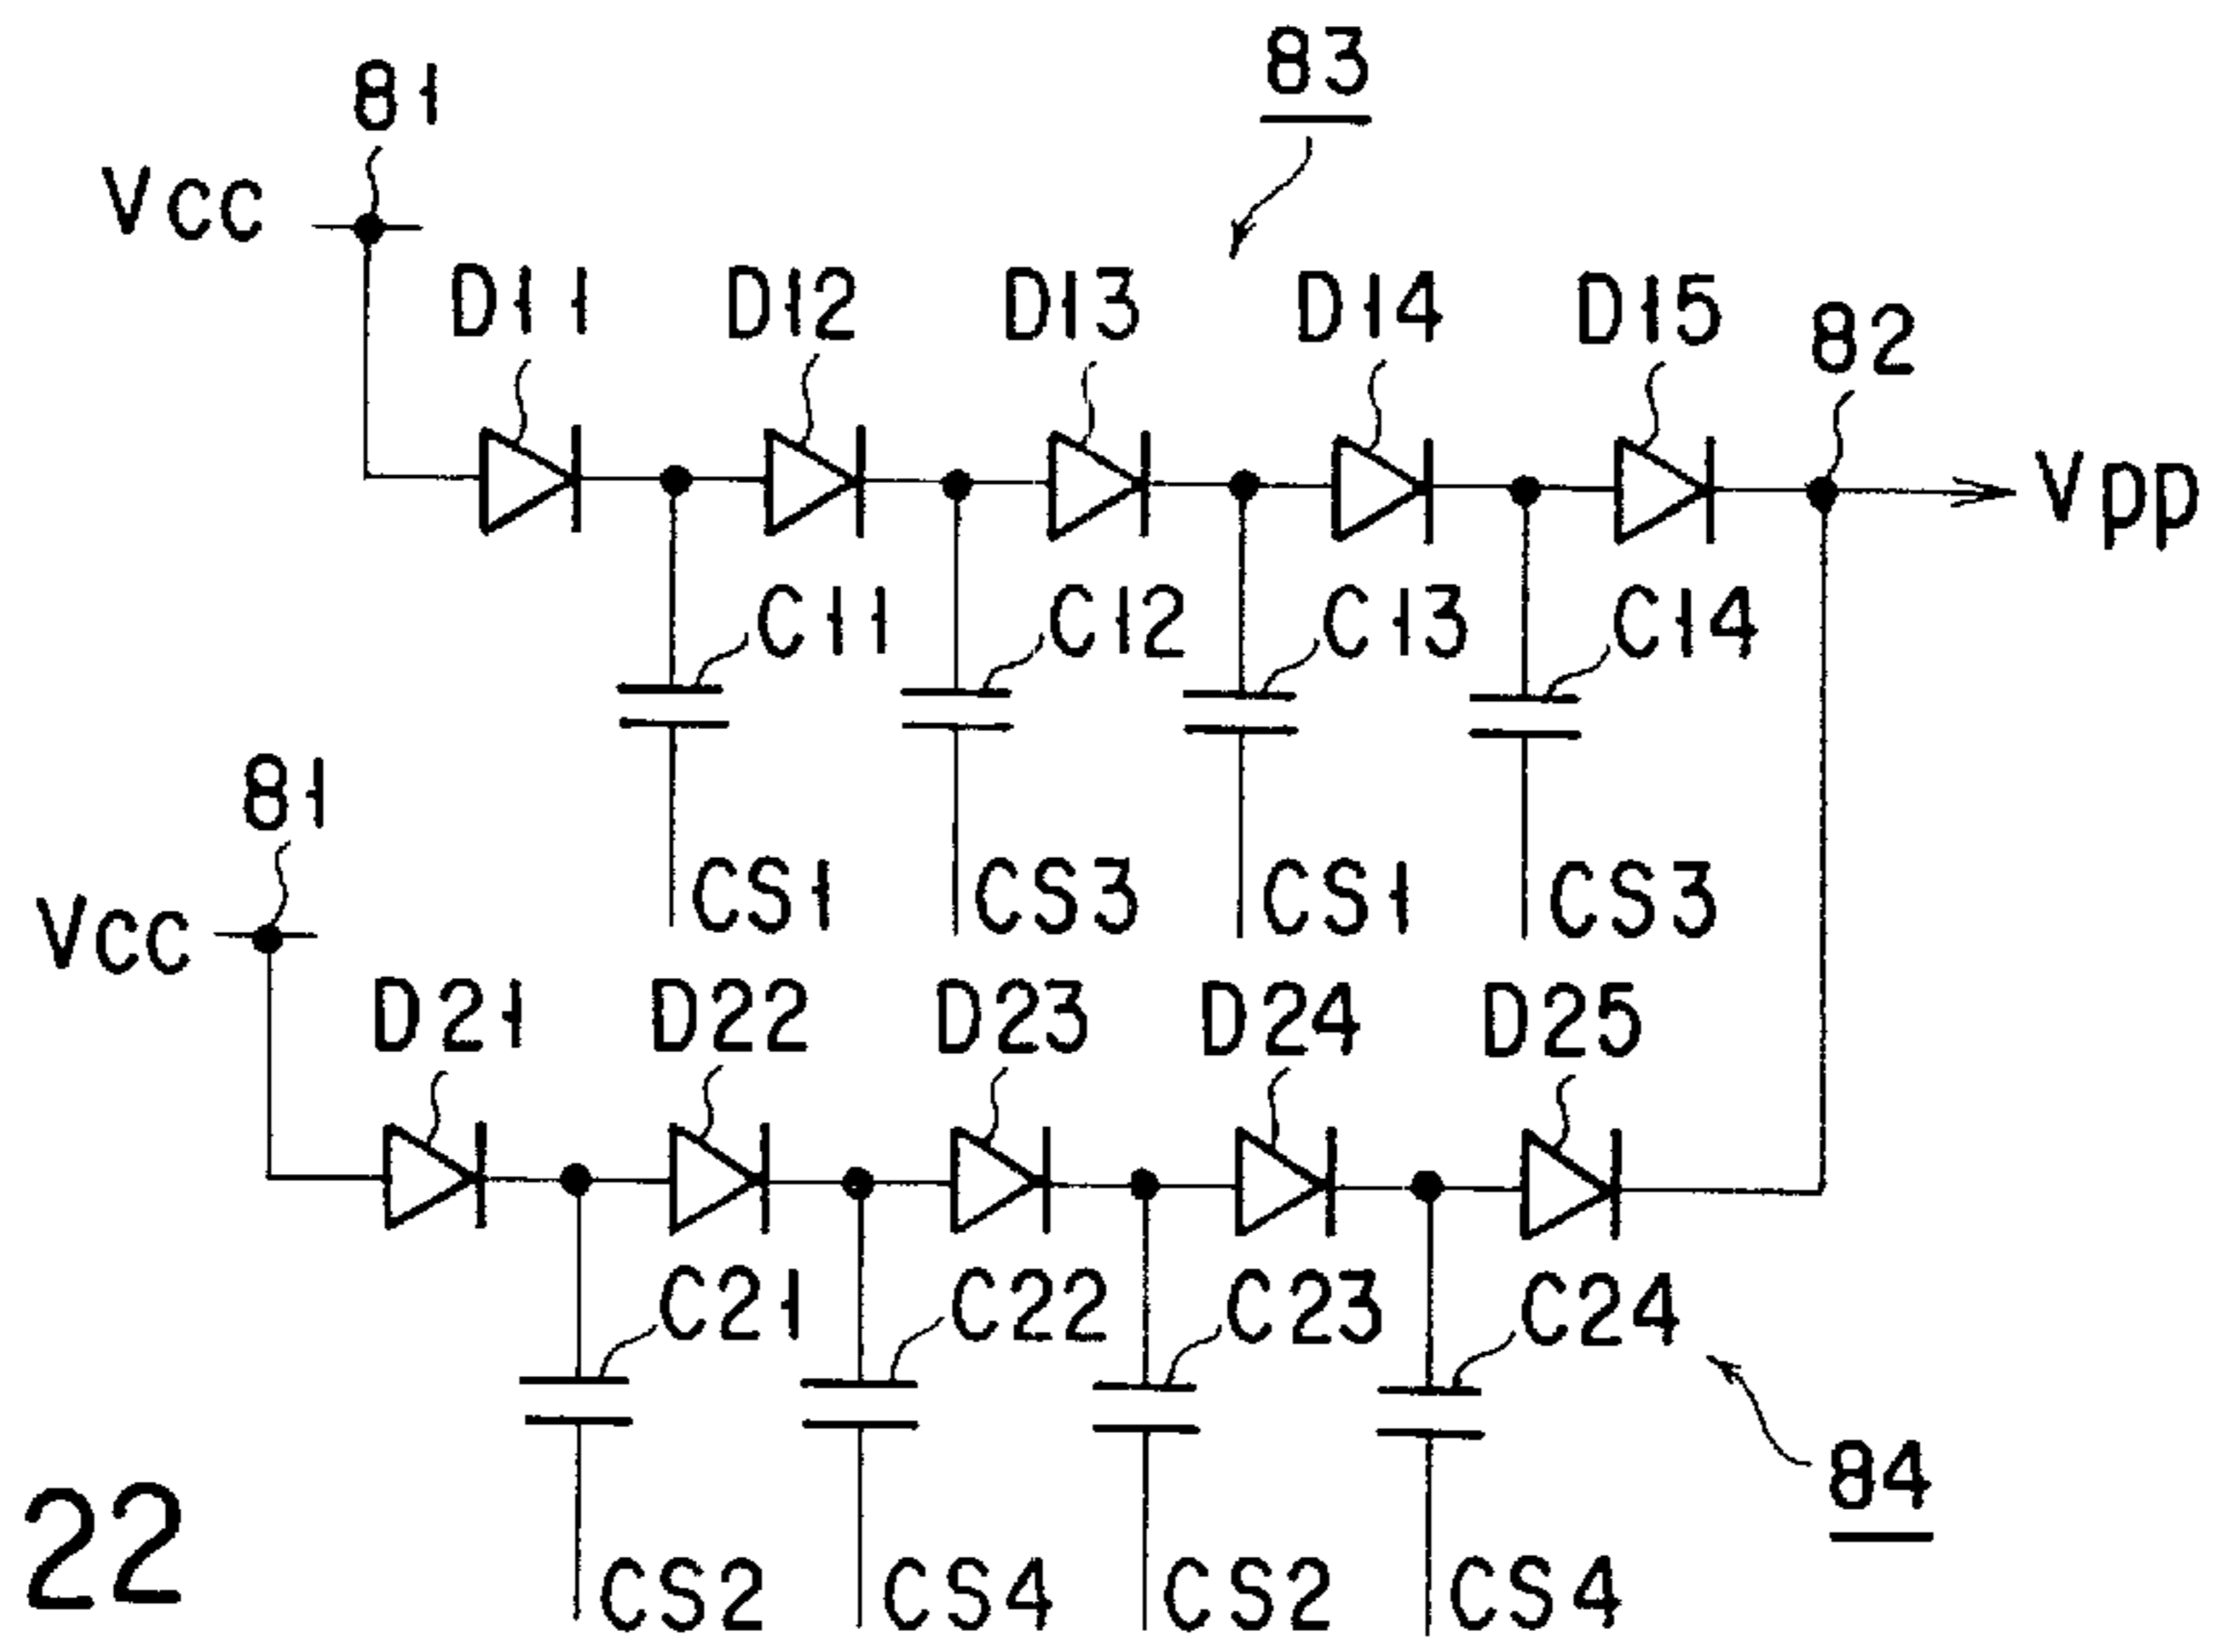 83
81
Vcc
D11 D12 D13 D14 D15
82
Vpp
C11 C12 C13 C14
81
CS1 CS3 CS1 CS3
Vcc
D21 D22 D23 D24 D25
C21 C22 C23 C24
84
22
CS2 CS4 CS2 CS4